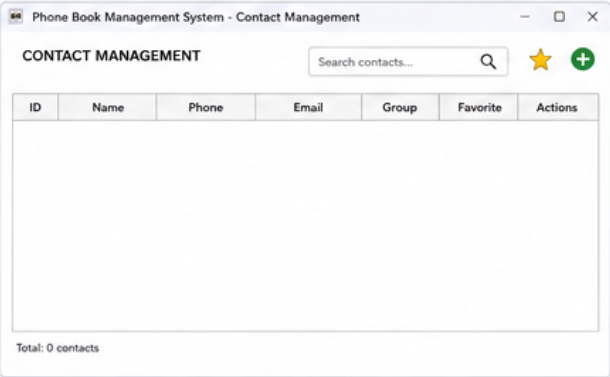 Phone Book Management System - Contact Management
CONTACT MANAGEMENT
Search contacts...
ID Name Phone Email Group Favorite Actions
Total: 0 contacts